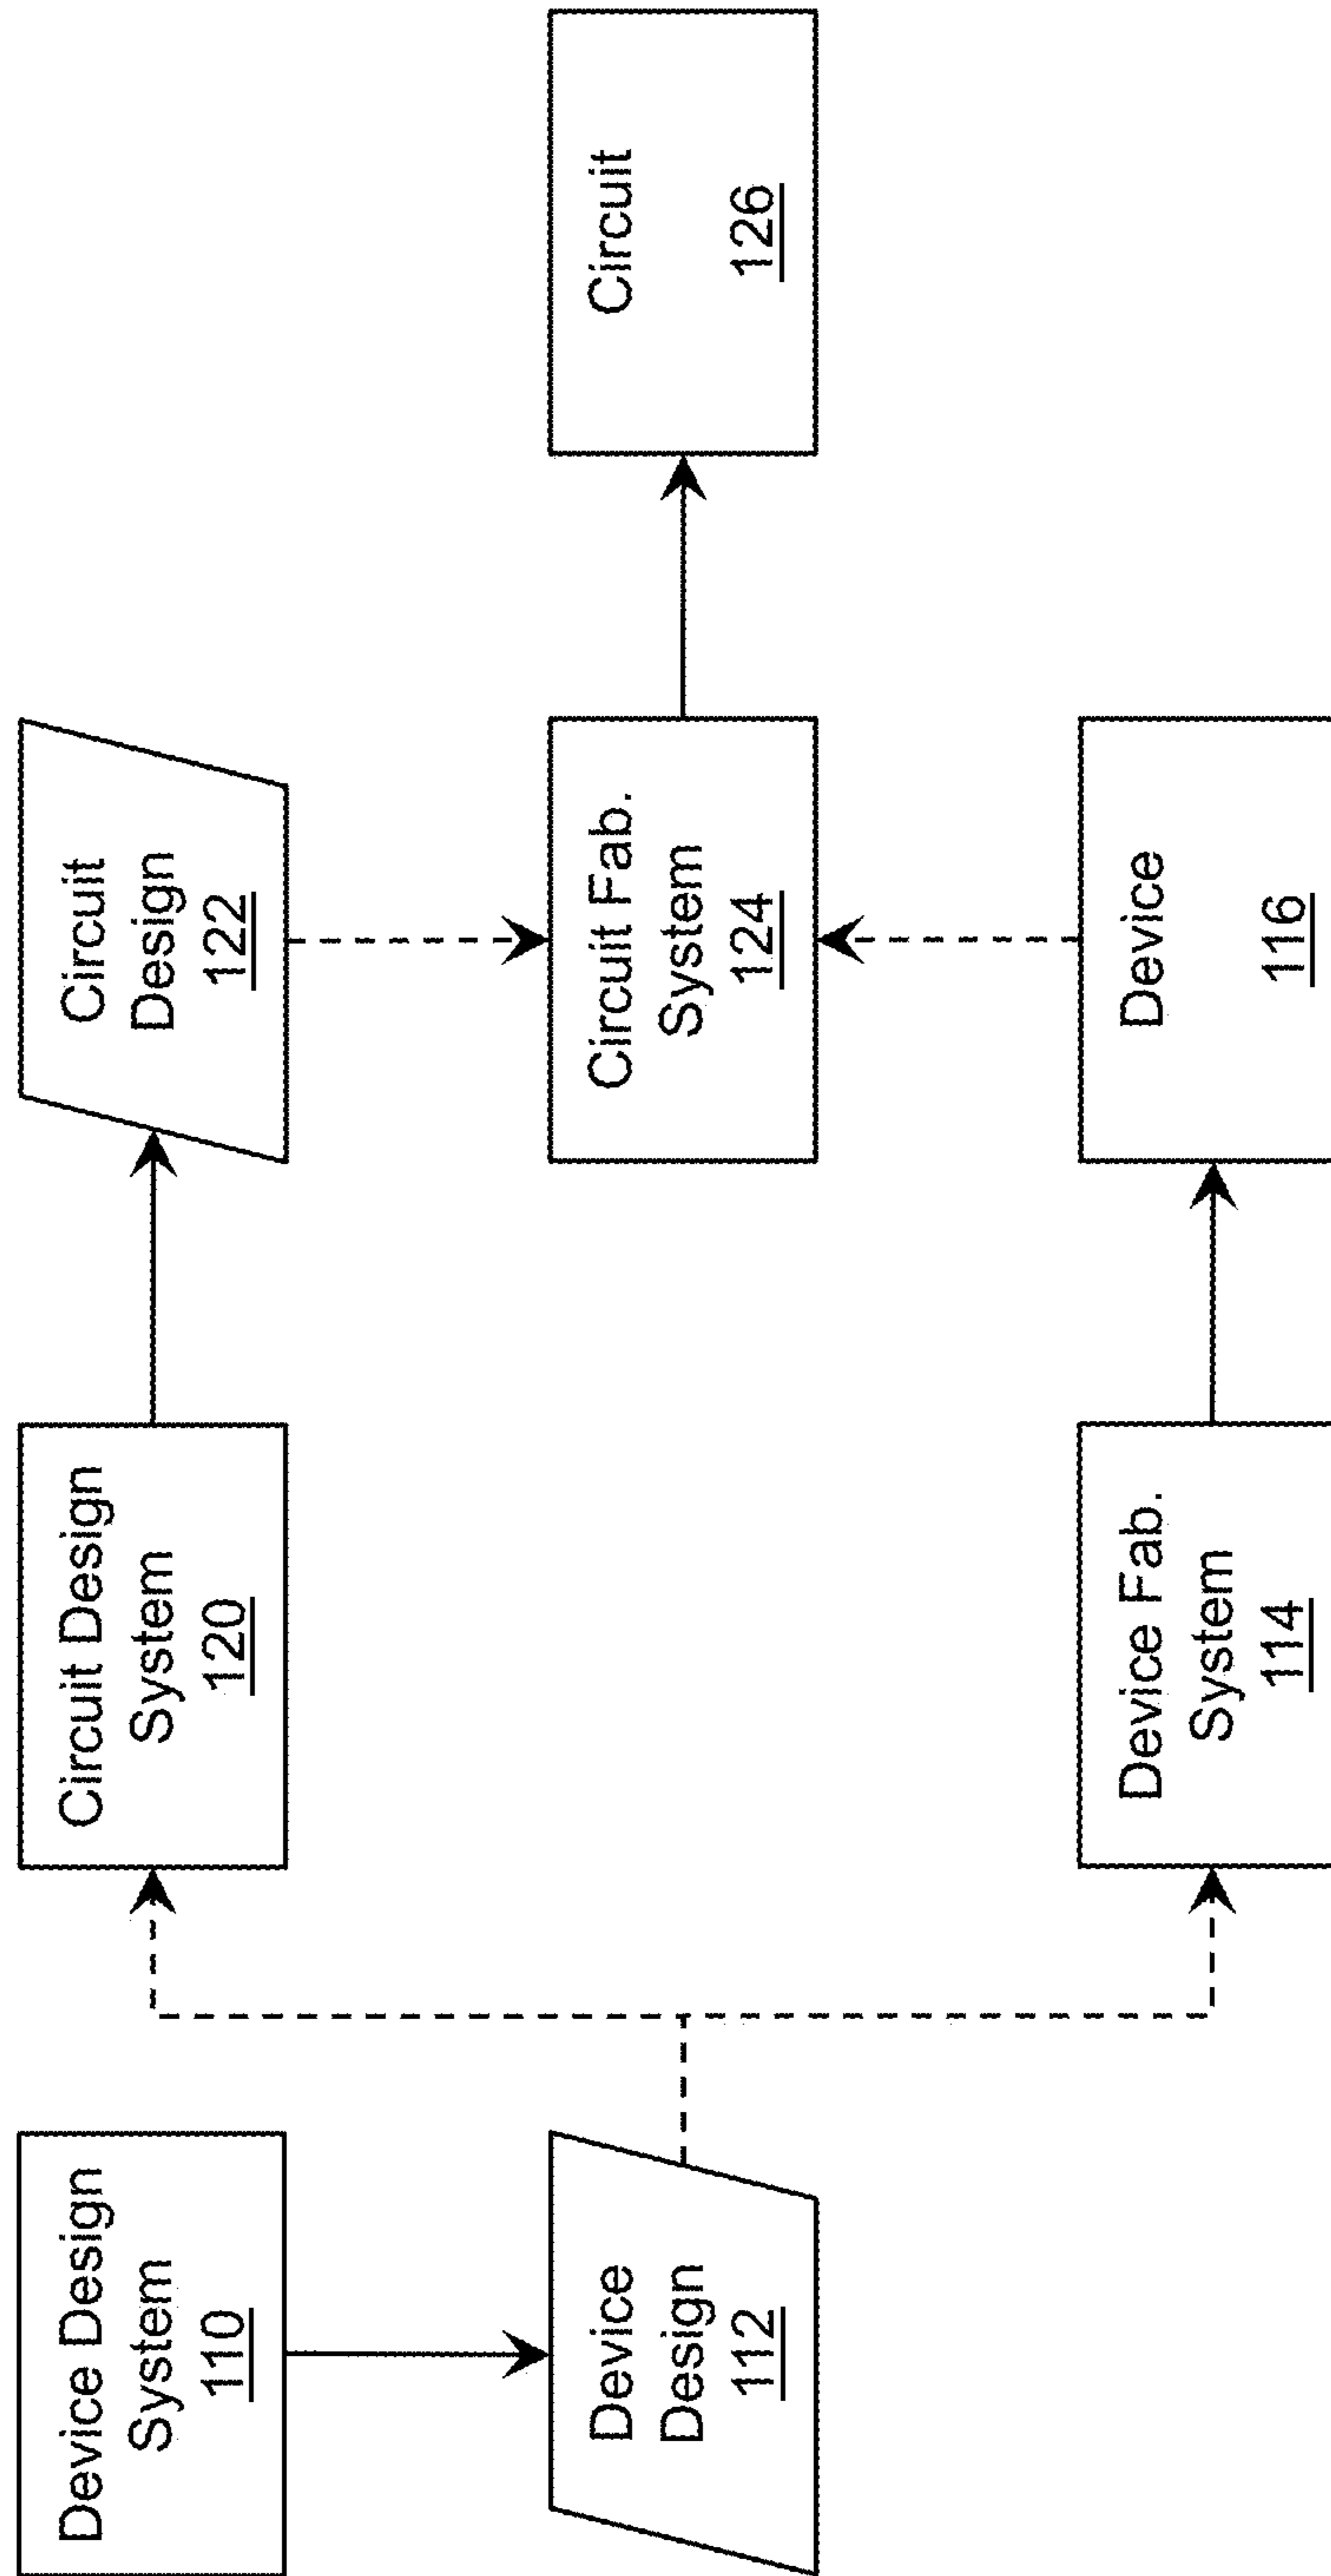 Device Design
System
110
Device
Design
112
Circuit Design
System
120
Device Fab.
System
114
Circuit
Design
122
Circuit Fab.
System
124
Device
116
Circuit
126